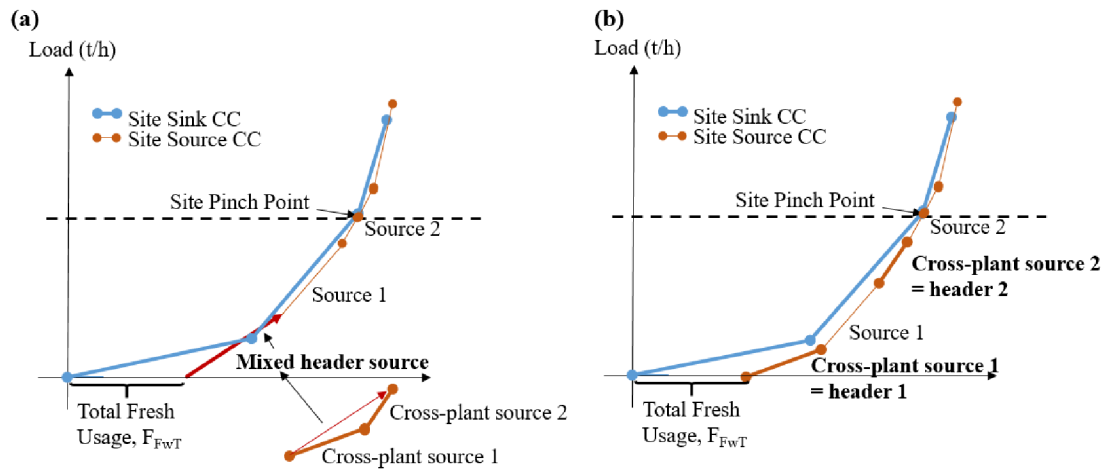 (a)
Load (t/h)
Site Sink CC
Site Source CC
Site Pinch Point
Source 2
Source 1
Mixed header source
Total Fresh
Usage, FFwT
Cross-plant source 2
Cross-plant source 1
(b)
Load (t/h)
Site Sink CC
Site Source CC
Site Pinch Point
Source 2
Cross-plant source 2
= header 2
Source 1
Cross-plant source 1
= header 1
Total Fresh
Usage, FFwT